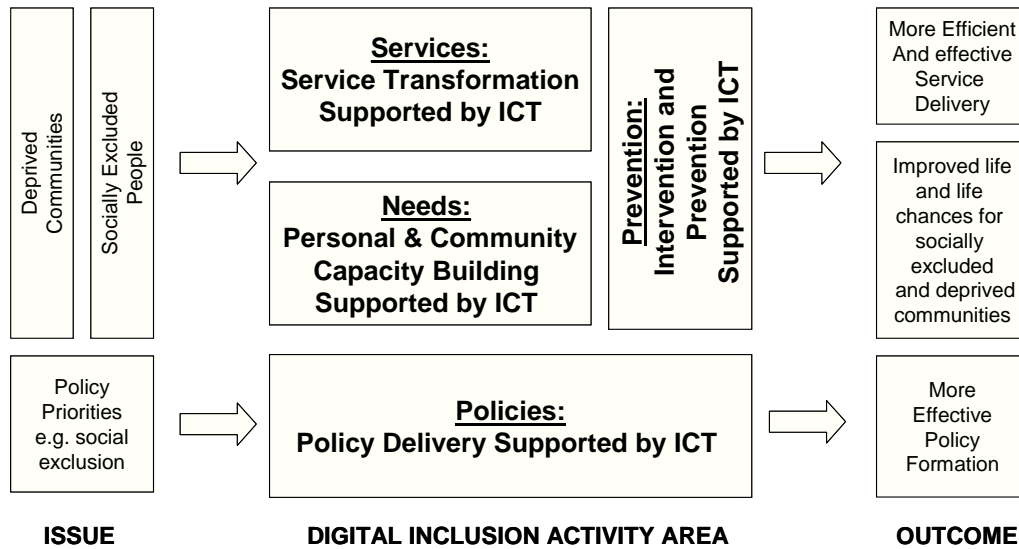 Deprived
Communities
Socially Excluded
People
Services:
Service Transformation
Supported by ICT
Needs:
Personal & Community
Capacity Building
Supported by ICT
Prevention:
Intervention and
Prevention
Supported by ICT
More Efficient
And effective
Service
Delivery
Improved life
and life
chances for
socially
excluded
and deprived
communities
Policy
Priorities
e.g. social
exclusion
Policies:
Policy Delivery Supported by ICT
More
Effective
Policy
Formation
ISSUE
DIGITAL INCLUSION ACTIVITY AREA
OUTCOME